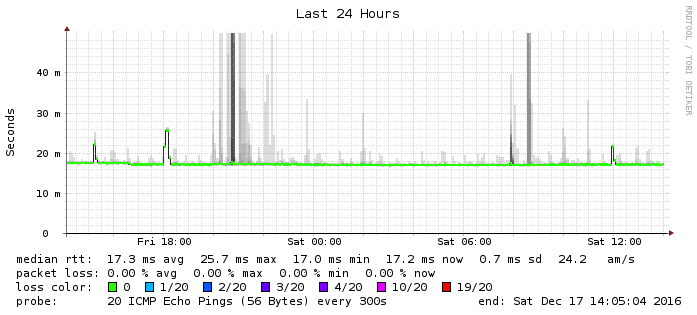 Last 24 Hours
RRDTOOL / TOBI OETIKER
Seconds
40 m
30 m
20 m
10 m
0
Fri 18:00 Sat 00:00 Sat 06:00 Sat 12:00
median rtt: 17.3 ms avg 25.7 ms max 17.0 ms min 17.2 ms now 0.7 ms sd 24.2 am/s
packet loss: 0.00 % avg 0.00 % max 0.00 % min 0.00 % now
loss color: 0 1/20 2/20 3/20 4/20 10/20 19/20
probe: 20 ICMP Echo Pings (56 Bytes) every 300s end: Sat Dec 17 14:05:04 2016